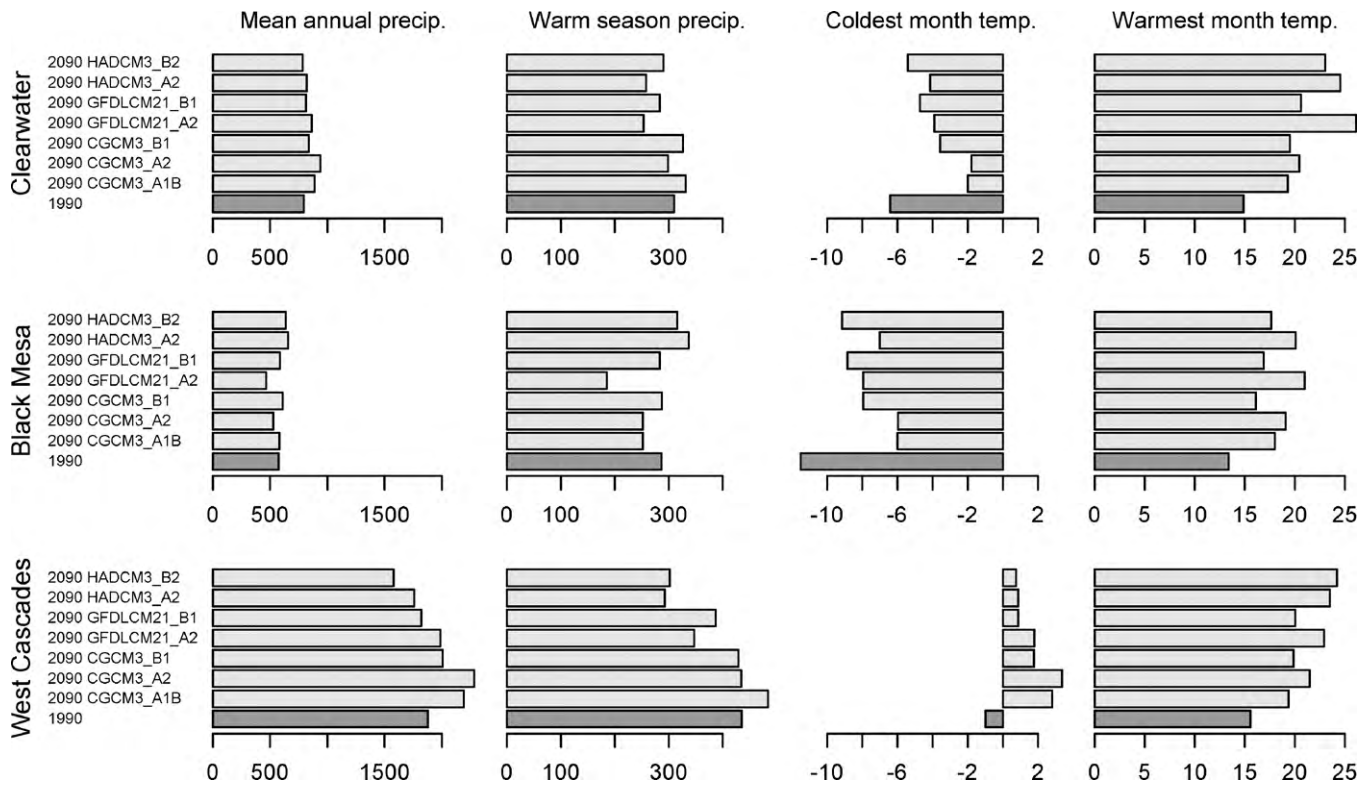 Mean annual precip. Warm season precip. Coldest month temp. Warmest month temp.
Clearwater
2090 HADCM3_B2
2090 HADCM3_A2
2090 GFDLCM21_B1
2090 GFDLCM21_A2
2090 CGCM3_B1
2090 CGCM3_A2
2090 CGCM3_A1B
1990
0 500 1500 0 100 300 -10 -6 -2 2 0 5 10 15 20 25
Black Mesa
2090 HADCM3_B2
2090 HADCM3_A2
2090 GFDLCM21_B1
2090 GFDLCM21_A2
2090 CGCM3_B1
2090 CGCM3_A2
2090 CGCM3_A1B
1990
0 500 1500 0 100 300 -10 -6 -2 2 0 5 10 15 20 25
West Cascades
2090 HADCM3_B2
2090 HADCM3_A2
2090 GFDLCM21_B1
2090 GFDLCM21_A2
2090 CGCM3_B1
2090 CGCM3_A2
2090 CGCM3_A1B
1990
0 500 1500 0 100 300 -10 -6 -2 2 0 5 10 15 20 25